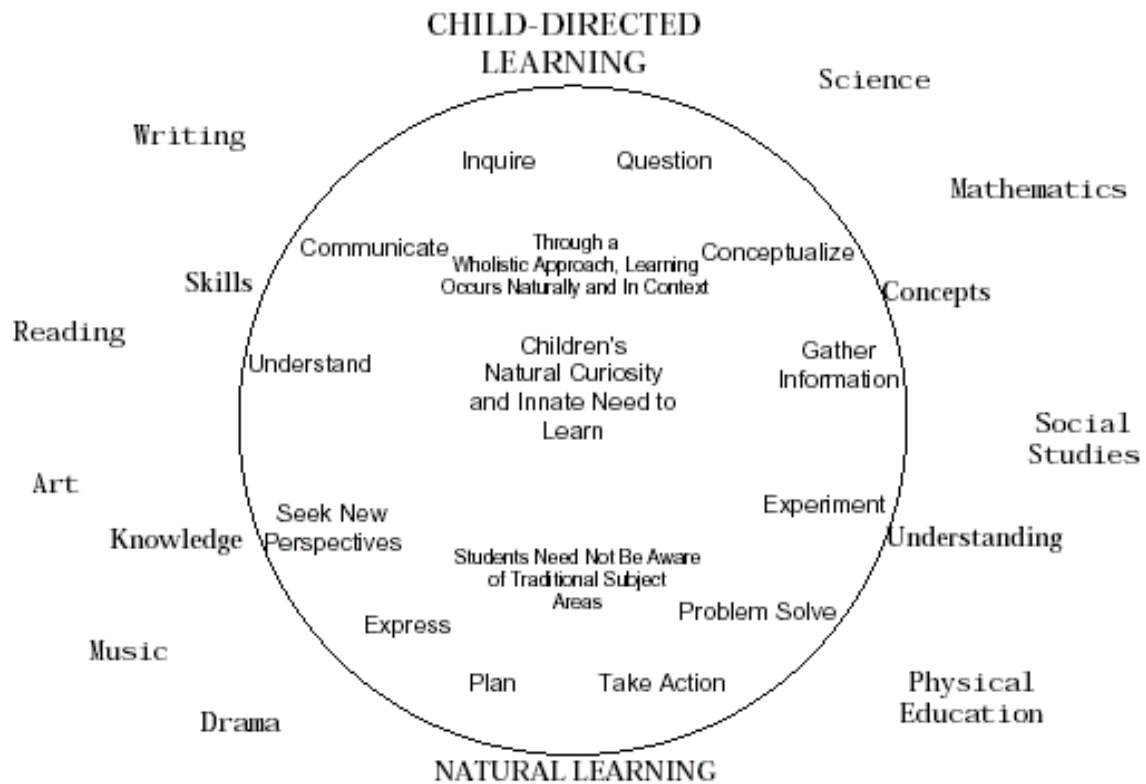 CHILD-DIRECTED
LEARNING
Science
Writing
Inquire
Question
Mathematics
Communicate
Through a
Wholistic Approach, Learning
Occurs Naturally and In Context
Conceptualize
Skills
Concepts
Reading
Understand
Children's
Natural Curiosity
and Innate Need to
Learn
Gather
Information
Social
Studies
Art
Experiment
Seek New
Perspectives
Knowledge
Understanding
Students Need Not Be Aware
of Traditional Subject
Areas
Express
Problem Solve
Music
Plan
Take Action
Physical
Education
Drama
NATURAL LEARNING